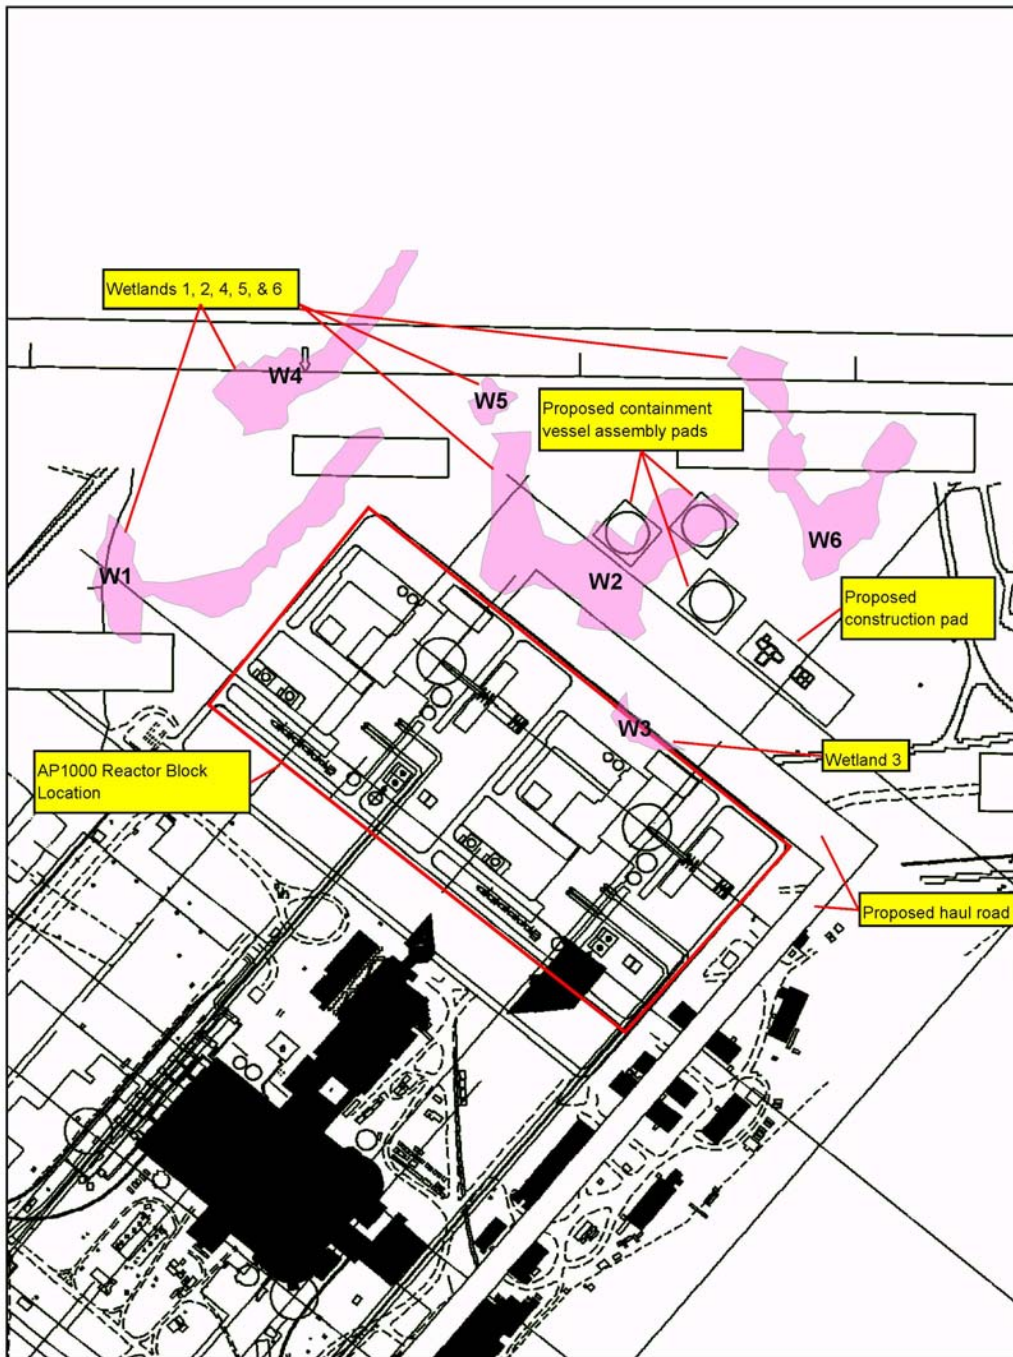 Wetlands 1, 2, 4, 5, & 6
W4
W5
Proposed containment
vessel assembly pads
W6
W1
W2
Proposed
construction pad
W3
Wetland 3
AP1000 Reactor Block
Location
Proposed haul road